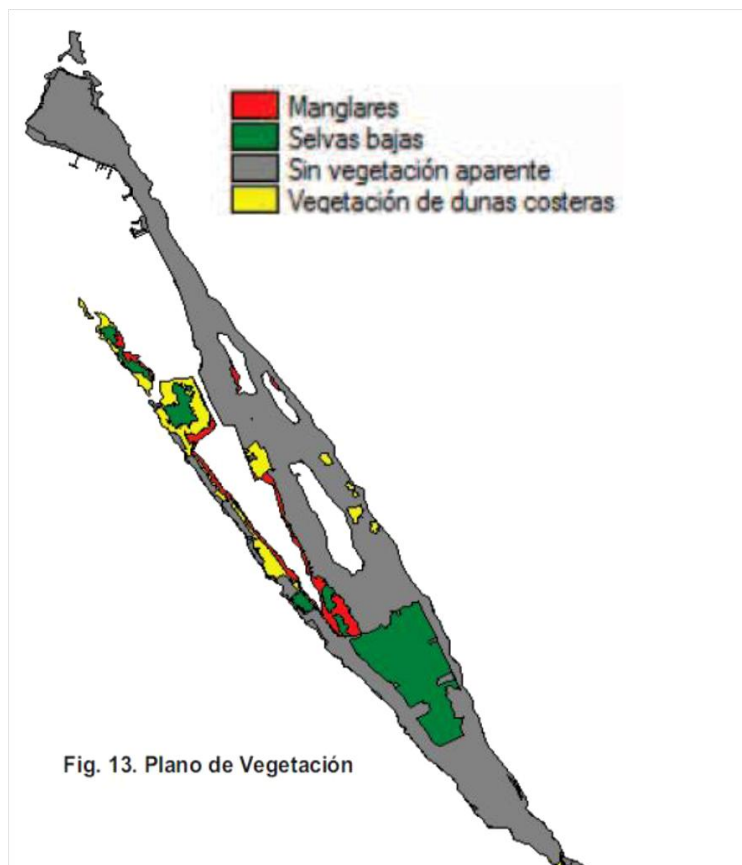 Manglares
Selvas bajas
Sin vegetación aparente
Vegetación de dunas costeras
Fig. 13. Plano de Vegetación